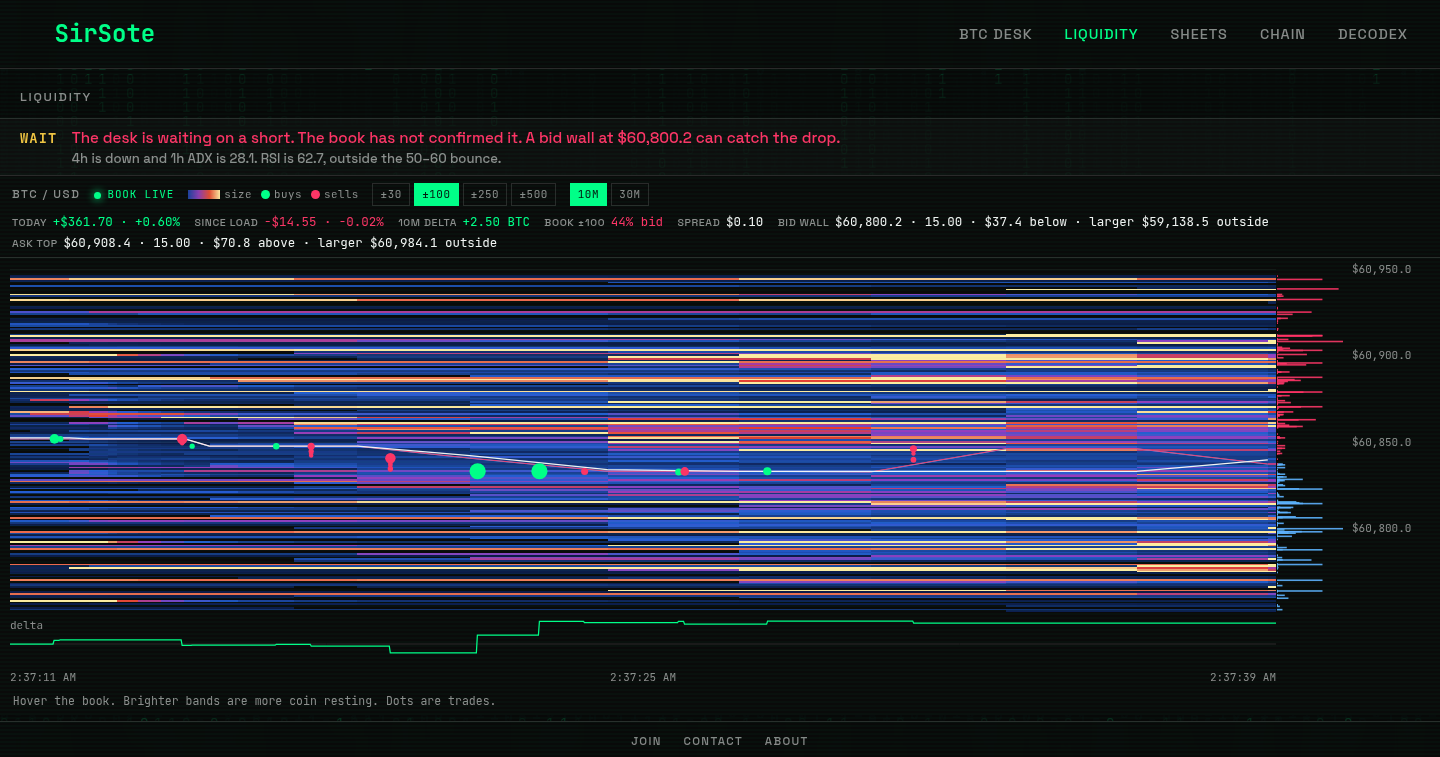 SirSote
BTC DESK LIQUIDITY SHEETS CHAIN DECODEX
LIQUIDITY
WAIT The desk is waiting on a short. The book has not confirmed it. A bid wall at $60,800.2 can catch the drop.
4h is down and 1h ADX is 28.1. RSI is 62.7, outside the 50–60 bounce.
BTC / USD BOOK LIVE size buys sells ±30 ±100 ±250 ±500 10M 30M
TODAY +$361.70 · +0.60% SINCE LOAD -$14.55 · -0.02% 10M DELTA +2.50 BTC BOOK ±100 44% bid SPREAD $0.10 BID WALL $60,800.2 · 15.00 · $37.4 below · larger $59,138.5 outside
ASK TOP $60,908.4 · 15.00 · $70.8 above · larger $60,984.1 outside
$60,950.0
$60,900.0
$60,850.0
$60,800.0
delta
2:37:11 AM 2:37:25 AM 2:37:39 AM
Hover the book. Brighter bands are more coin resting. Dots are trades.
JOIN CONTACT ABOUT